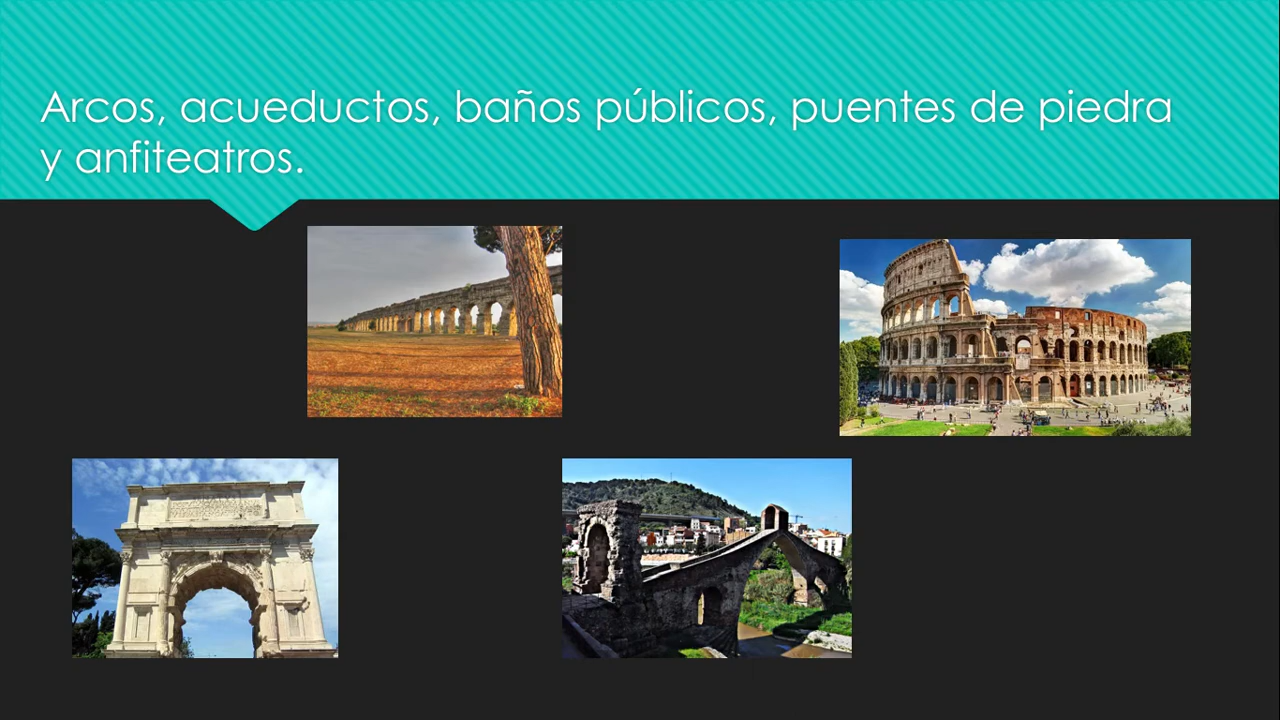 Arcos, acueductos, baños públicos, puentes de piedra
y anfiteatros.